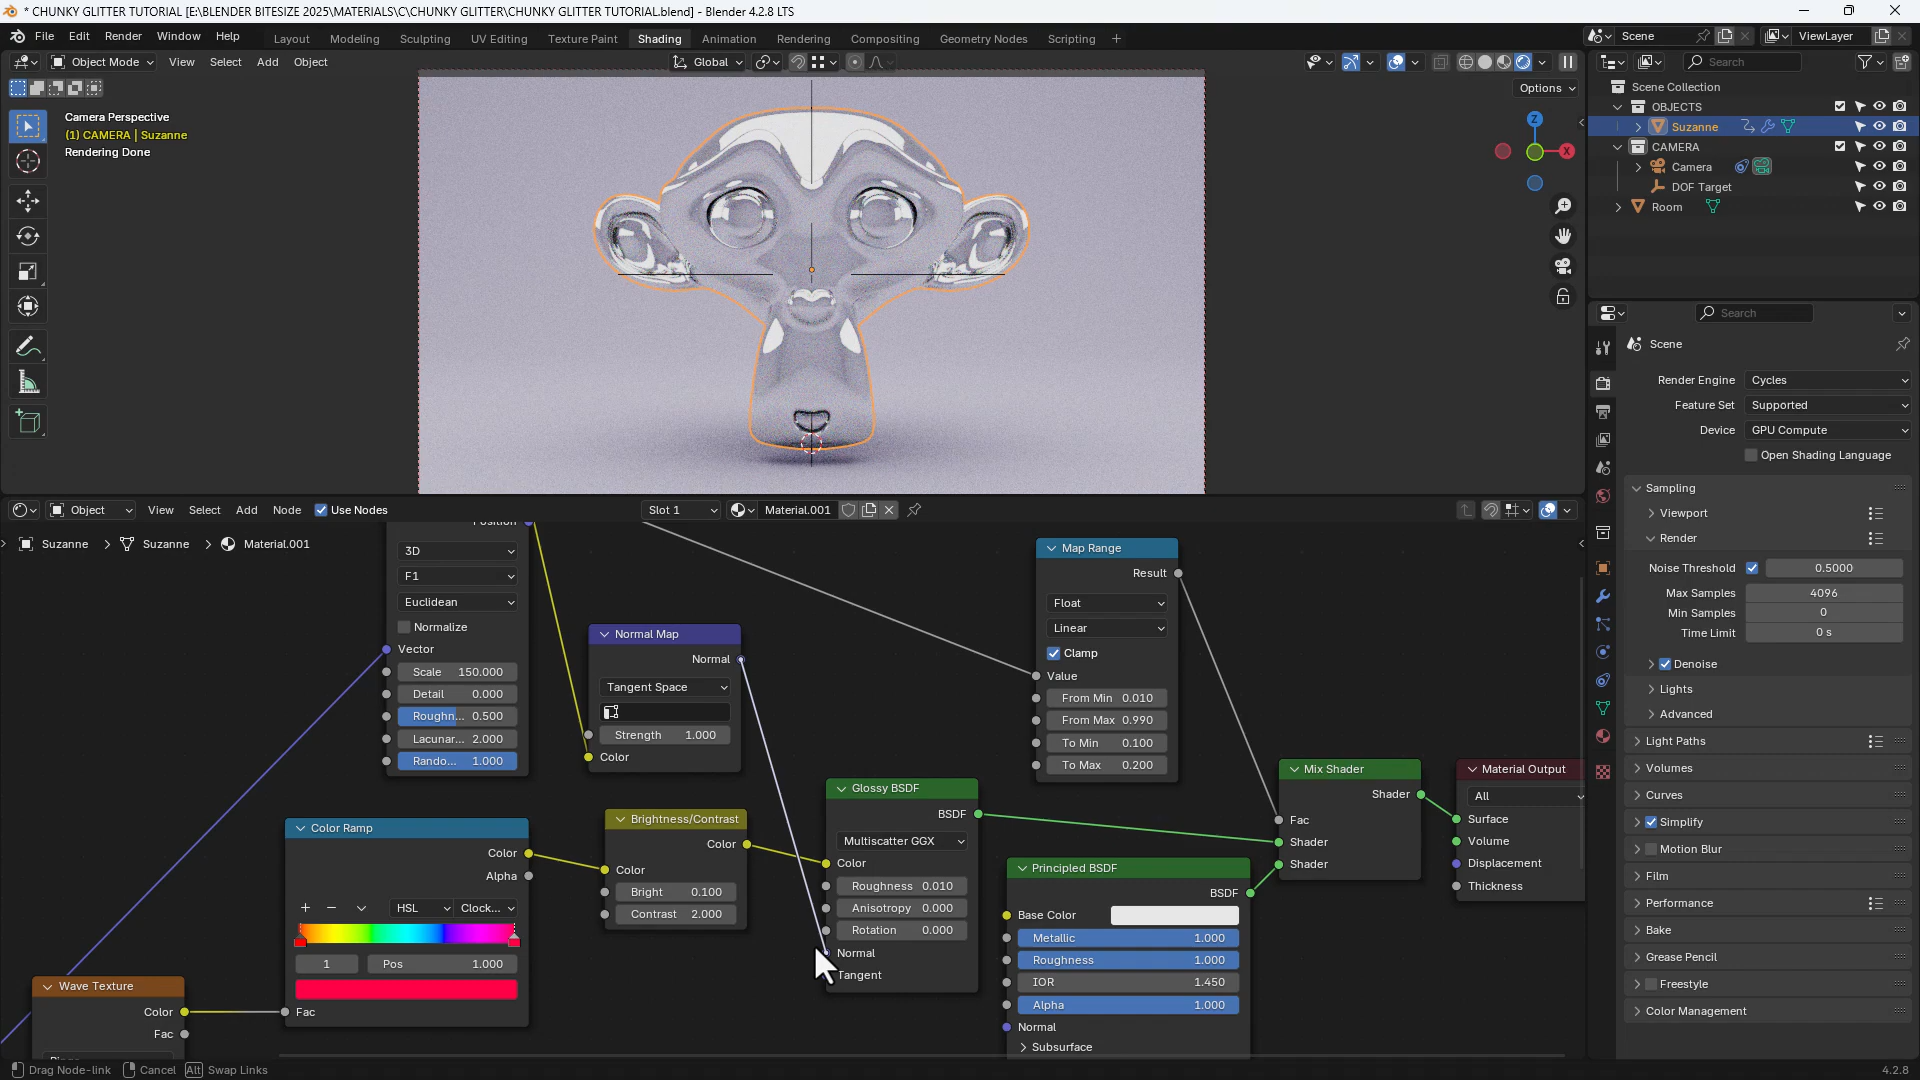 * CHUNKY GLITTER TUTORIAL [E:\BLENDER BITESIZE 2025\MATERIALS\C\CHUNKY GLITTER\CHUNKY GLITTER TUTORIAL.blend] - Blender 4.2.8 LTS
File Edit Render Window Help Layout Modeling Sculpting UV Editing Texture Paint Shading Animation Rendering Compositing Geometry Nodes Scripting + Scene ViewLayer
Object Mode View Select Add Object Global Search
Options
Camera Perspective
(1) CAMERA | Suzanne
Rendering Done
Z
X
Scene Collection
OBJECTS
Suzanne
CAMERA
Camera
DOF Target
Room
Search
Scene
Render Engine Cycles
Feature Set Supported
Device GPU Compute
Open Shading Language
Sampling
Viewport
Render
Noise Threshold 0.5000
Max Samples 4096
Min Samples 0
Time Limit 0 s
Denoise
Lights
Advanced
Light Paths
Volumes
Curves
Simplify
Motion Blur
Film
Performance
Bake
Grease Pencil
Freestyle
Color Management
Object View Select Add Node Use Nodes Slot 1 Material.001
Suzanne Suzanne Material.001
3D
F1
Euclidean
Normalize
Vector
Scale 150.000
Detail 0.000
Roughn... 0.500
Lacunar... 2.000
Rando... 1.000
Normal Map
Normal
Tangent Space
Strength 1.000
Color
Map Range
Result
Float
Linear
Clamp
Value
From Min 0.010
From Max 0.990
To Min 0.100
To Max 0.200
Color Ramp
Color
Alpha
+ − HSL Clock...
1 Pos 1.000
Fac
Brightness/Contrast
Color
Color
Bright 0.100
Contrast 2.000
Glossy BSDF
BSDF
Multiscatter GGX
Color
Roughness 0.010
Anisotropy 0.000
Rotation 0.000
Normal
Tangent
Principled BSDF
BSDF
Base Color
Metallic 1.000
Roughness 1.000
IOR 1.450
Alpha 1.000
Normal
Subsurface
Mix Shader
Shader
Fac
Shader
Shader
Material Output
All
Surface
Volume
Displacement
Thickness
Wave Texture
Color
Fac
Drag Node-link Cancel Alt Swap Links 4.2.8